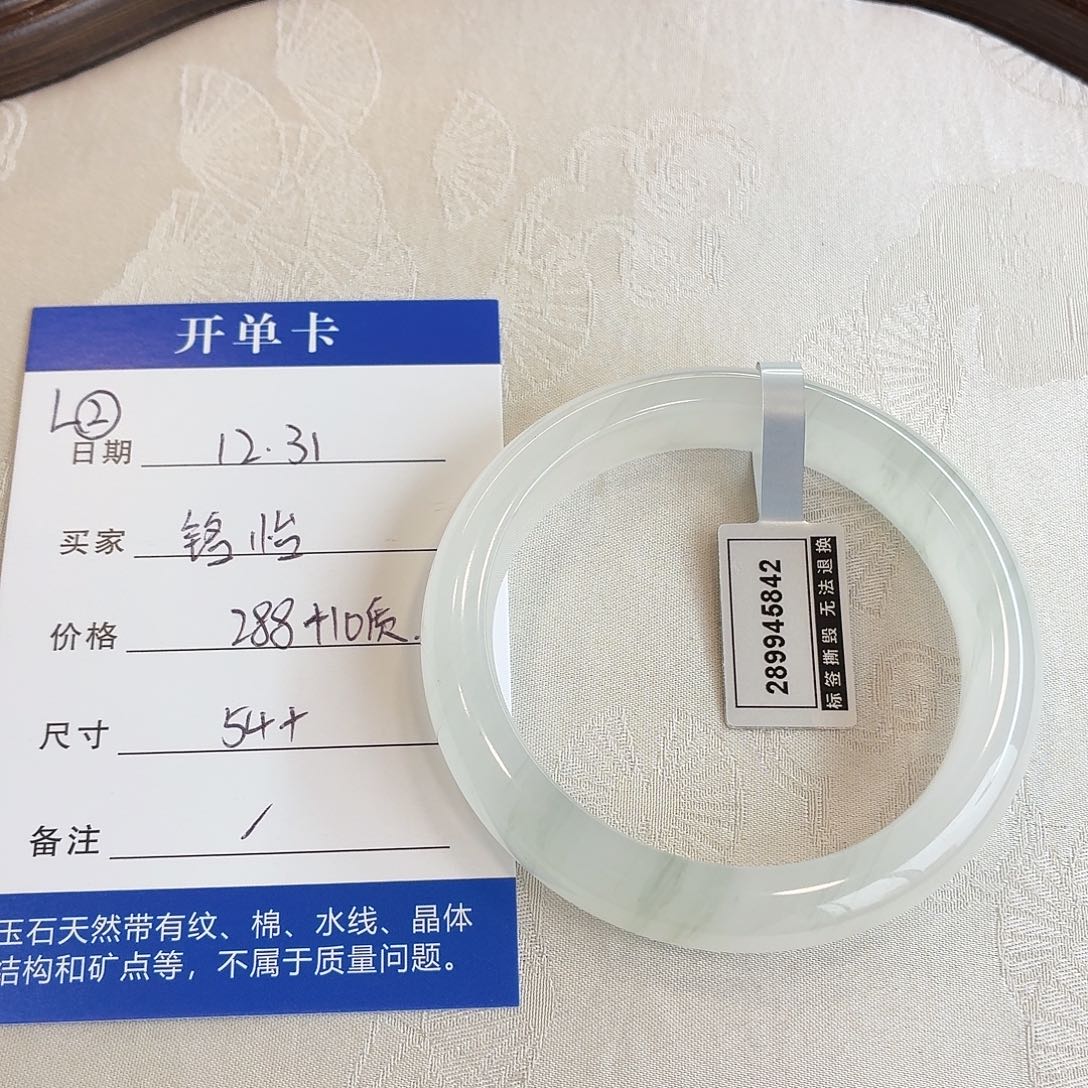 开单卡
L②
日期 12.31
买家 怡
价格 288+10质.
尺寸 54+
备注 /
玉石天然带有纹、棉、水线、晶体
结构和矿点等，不属于质量问题。
289945842
标签撕毁 无法退换